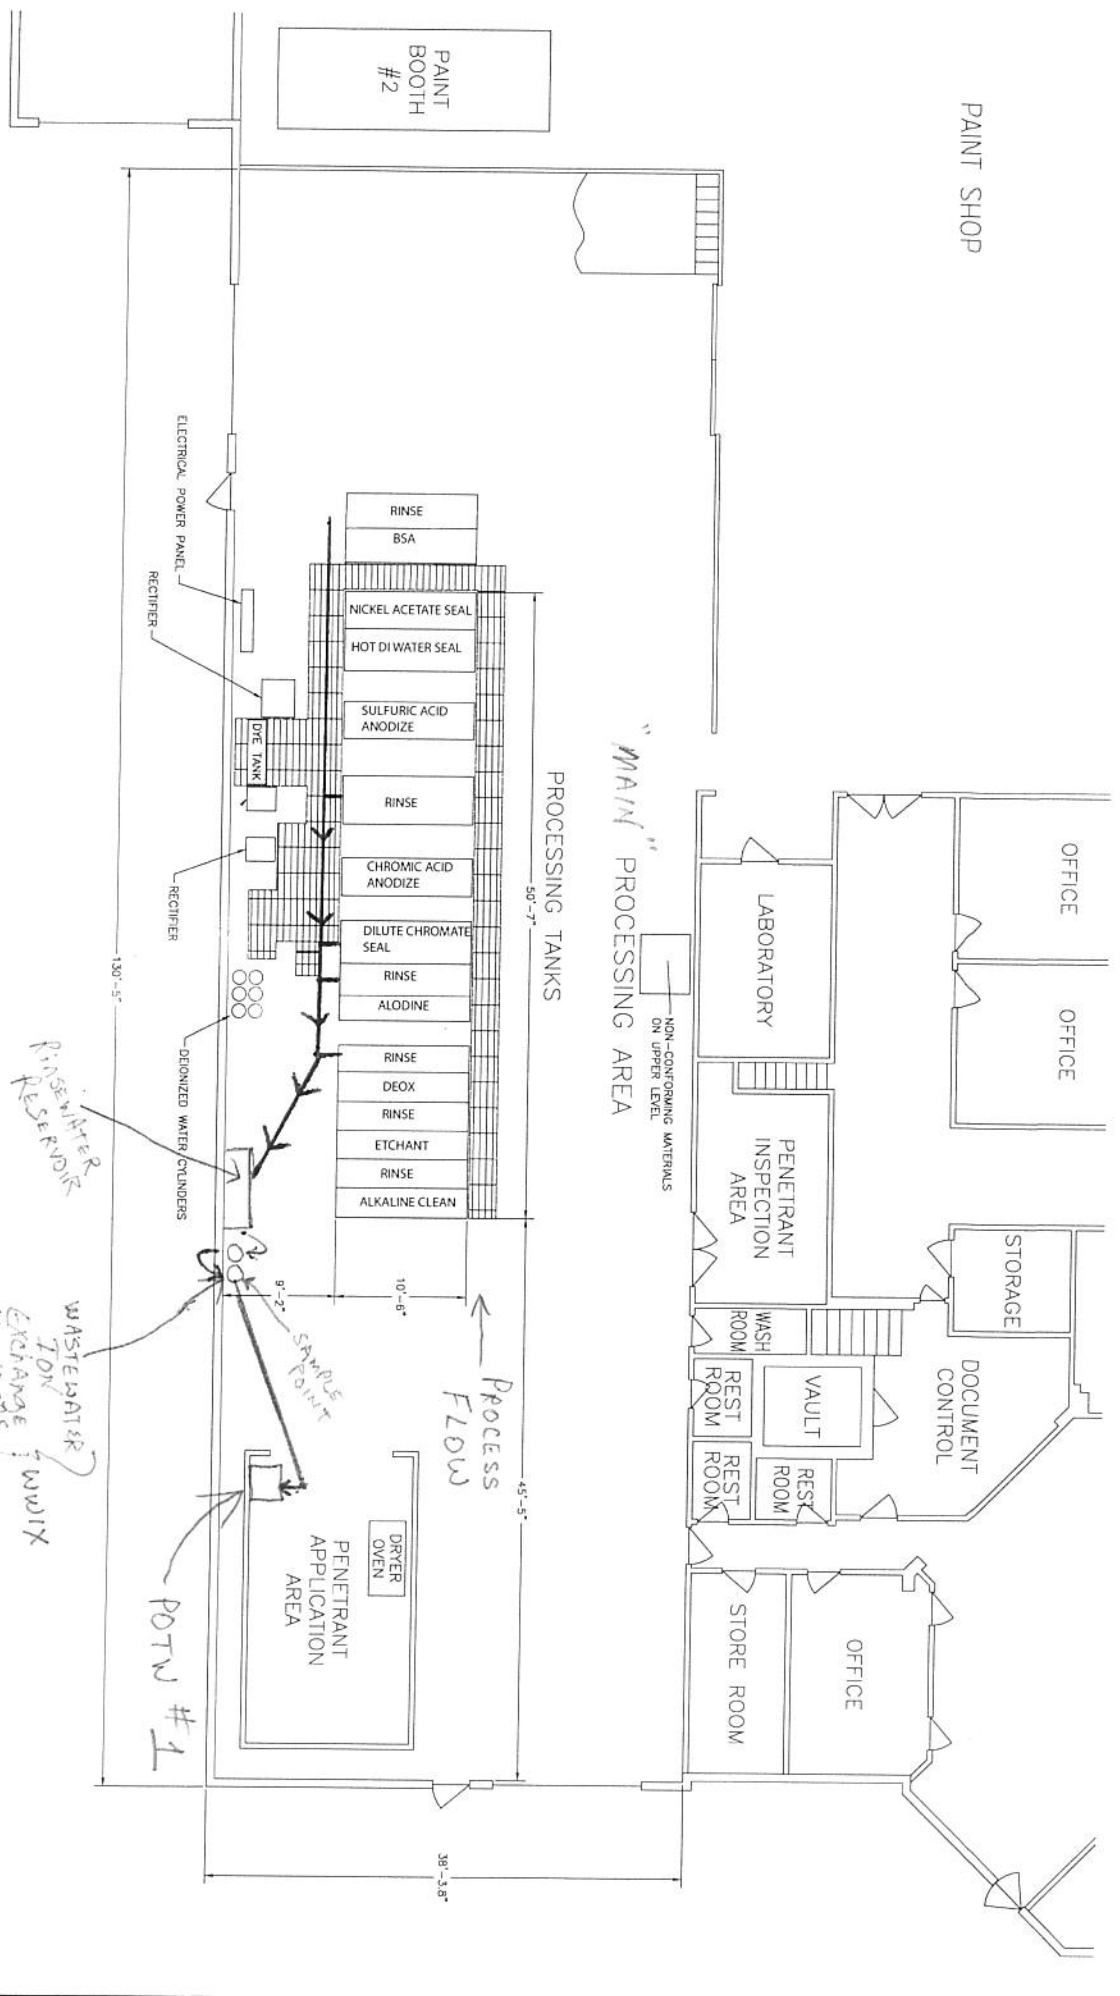 PAINT SHOP
PAINT
BOOTH
#2
RINSE
BSA
NICKEL ACETATE SEAL
HOT DI WATER SEAL
SULFURIC ACID
ANODIZE
RINSE
CHROMIC ACID
ANODIZE
DILUTE CHROMATE
SEAL
RINSE
ALODINE
RINSE
DEOX
RINSE
ETCHANT
RINSE
ALKALINE CLEAN
PROCESSING TANKS
50'-7"
"MAIN" PROCESSING AREA
NON-CONFORMING MATERIALS
ON UPPER LEVEL
ELECTRICAL POWER PANEL
RECTIFIER
DYE TANK
RECTIFIER
DEIONIZED WATER CYLINDERS
130'-5"
RINSEWATER
RESERVOIR
WASTEWATER
ION
EXCHANGE
WWIX
SAMPLE
POINT
9'-2"
10'-6"
PROCESS
FLOW
45'-5"
POTW #1
DRYER
OVEN
PENETRANT
APPLICATION
AREA
38'-3.8"
OFFICE
OFFICE
LABORATORY
PENETRANT
INSPECTION
AREA
STORAGE
WASH
ROOM
REST
ROOM
REST
ROOM
VAULT
REST
ROOM
DOCUMENT
CONTROL
STORE ROOM
OFFICE